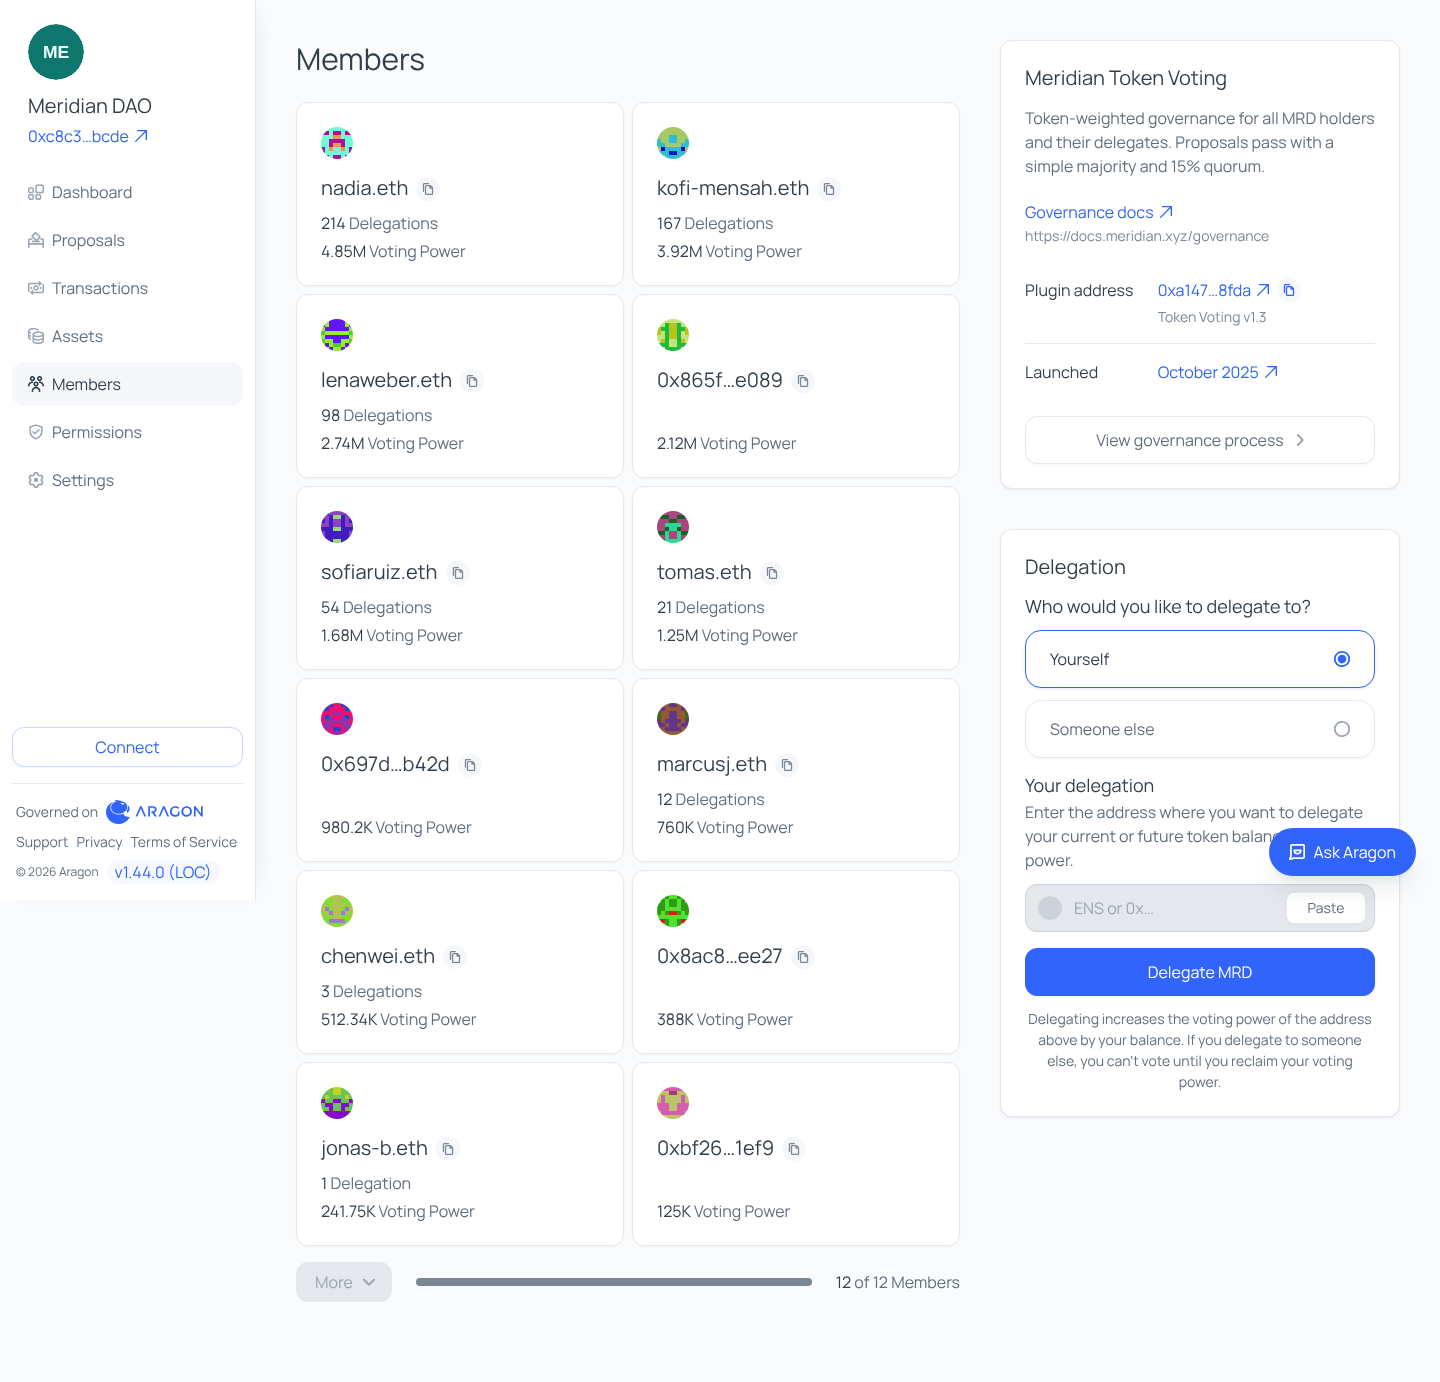 ME
Meridian DAO
0xc8c3...bcde
Dashboard
Proposals
Transactions
Assets
Members
Permissions
Settings
Connect
Governed on ARAGON
Support Privacy Terms of Service
© 2026 Aragon v1.44.0 (LOC)
Members
nadia.eth
214 Delegations
4.85M Voting Power
kofi-mensah.eth
167 Delegations
3.92M Voting Power
lenaweber.eth
98 Delegations
2.74M Voting Power
0x865f...e089
2.12M Voting Power
sofiaruiz.eth
54 Delegations
1.68M Voting Power
tomas.eth
21 Delegations
1.25M Voting Power
0x697d...b42d
980.2K Voting Power
marcusj.eth
12 Delegations
760K Voting Power
chenwei.eth
3 Delegations
512.34K Voting Power
0x8ac8...ee27
388K Voting Power
jonas-b.eth
1 Delegation
241.75K Voting Power
0xbf26...1ef9
125K Voting Power
More
12 of 12 Members
Meridian Token Voting
Token-weighted governance for all MRD holders
and their delegates. Proposals pass with a
simple majority and 15% quorum.
Governance docs
https://docs.meridian.xyz/governance
Plugin address 0xa147...8fda
Token Voting v1.3
Launched October 2025
View governance process
Delegation
Who would you like to delegate to?
Yourself
Someone else
Your delegation
Enter the address where you want to delegate
your current or future token
power.
Ask Aragon
ENS or 0x...
Paste
Delegate MRD
Delegating increases the voting power of the address
above by your balance. If you delegate to someone
else, you can't vote until you reclaim your voting
power.